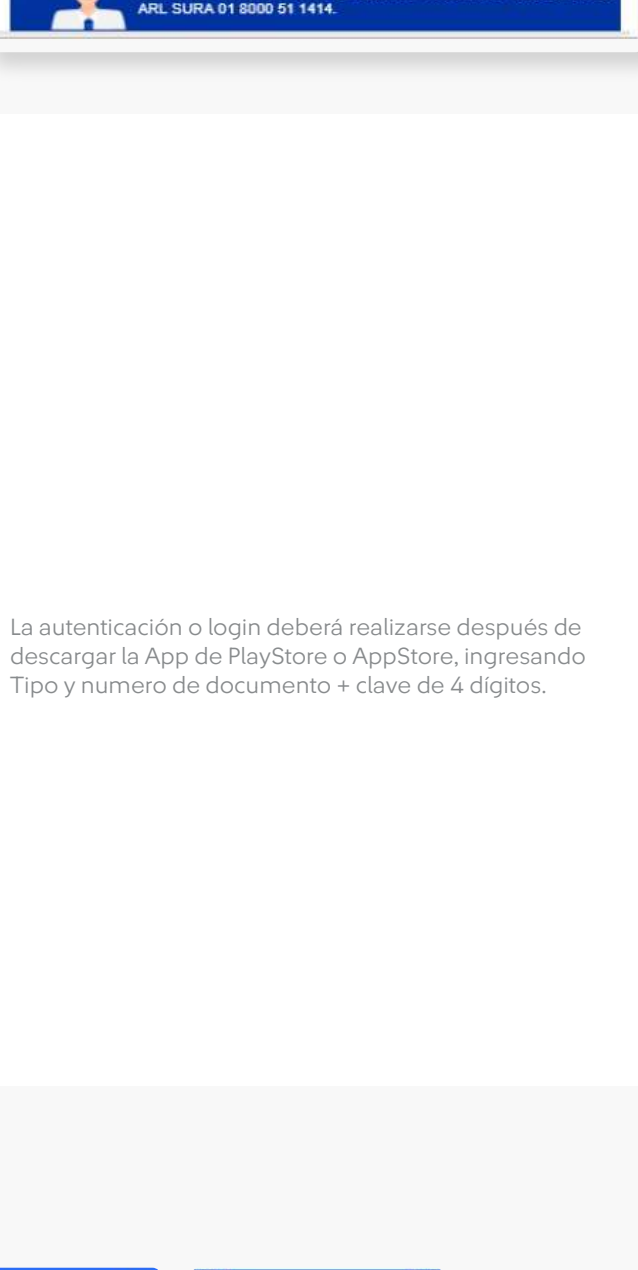 ARL SURA 01 8000 51 1414.
La autenticación o login deberá realizarse después de
descargar la App de PlayStore o AppStore, ingresando
Tipo y numero de documento + clave de 4 dígitos.